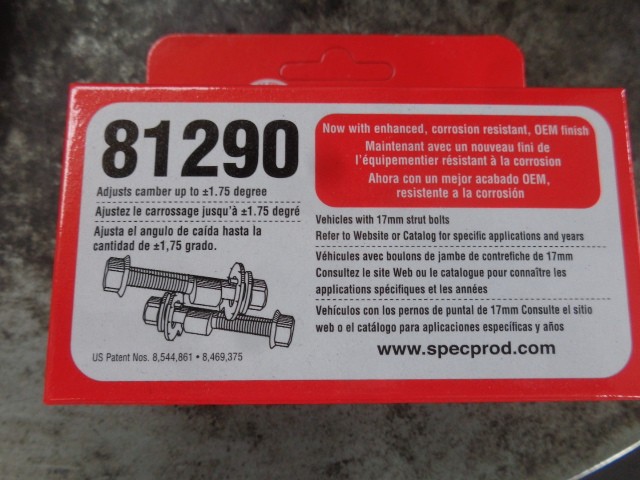 81290
Adjusts camber up to ±1.75 degree
Ajustez le carrossage jusqu'à ±1.75 degré
Ajusta el angulo de caída hasta la
cantidad de ±1,75 grado.
US Patent Nos. 8,544,861 • 8,469,375
Now with enhanced, corrosion resistant, OEM finish
Maintenant avec un nouveau fini de
l'équipementier résistant à la corrosion
Ahora con un mejor acabado OEM,
resistente a la corrosión
Vehicles with 17mm strut bolts
Refer to Website or Catalog for specific applications and years
Véhicules avec boulons de jambe de contrefiche de 17mm
Consultez le site Web ou le catalogue pour connaître les
applications spécifiques et les années
Vehículos con los pernos de puntal de 17mm Consulte el sitio
web o el catálogo para aplicaciones específicas y años
www.specprod.com